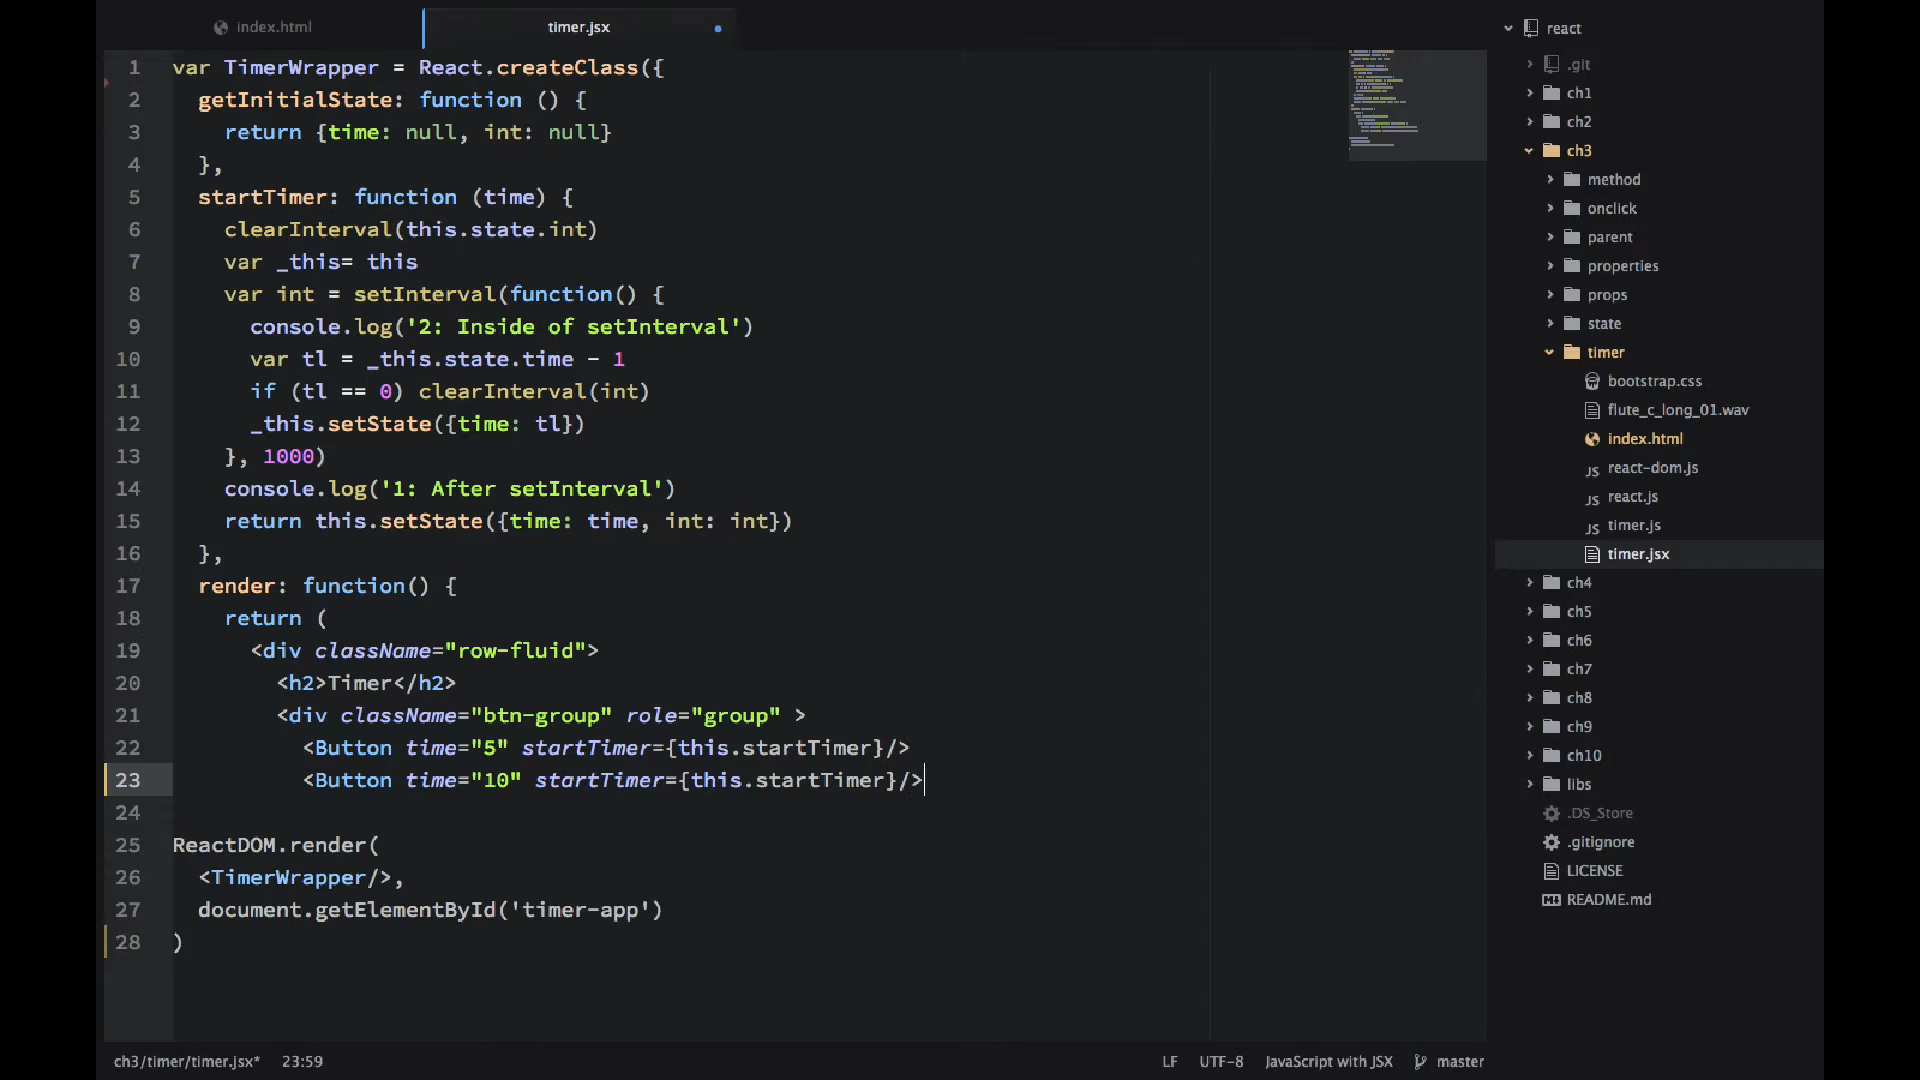 index.html
timer.jsx
1 var TimerWrapper = React.createClass({
2 getInitialState: function () {
3 return {time: null, int: null}
4 },
5 startTimer: function (time) {
6 clearInterval(this.state.int)
7 var _this= this
8 var int = setInterval(function() {
9 console.log('2: Inside of setInterval')
10 var tl = _this.state.time - 1
11 if (tl == 0) clearInterval(int)
12 _this.setState({time: tl})
13 }, 1000)
14 console.log('1: After setInterval')
15 return this.setState({time: time, int: int})
16 },
17 render: function() {
18 return (
19 <div className="row-fluid">
20 <h2>Timer</h2>
21 <div className="btn-group" role="group" >
22 <Button time="5" startTimer={this.startTimer}/>
23 <Button time="10" startTimer={this.startTimer}/>
24
25 ReactDOM.render(
26 <TimerWrapper/>,
27 document.getElementById('timer-app')
28 )
react
.git
ch1
ch2
ch3
method
onclick
parent
properties
props
state
timer
bootstrap.css
flute_c_long_01.wav
index.html
JS react-dom.js
JS react.js
JS timer.js
timer.jsx
ch4
ch5
ch6
ch7
ch8
ch9
ch10
libs
.DS_Store
.gitignore
LICENSE
README.md
ch3/timer/timer.jsx* 23:59 LF UTF-8 JavaScript with JSX master